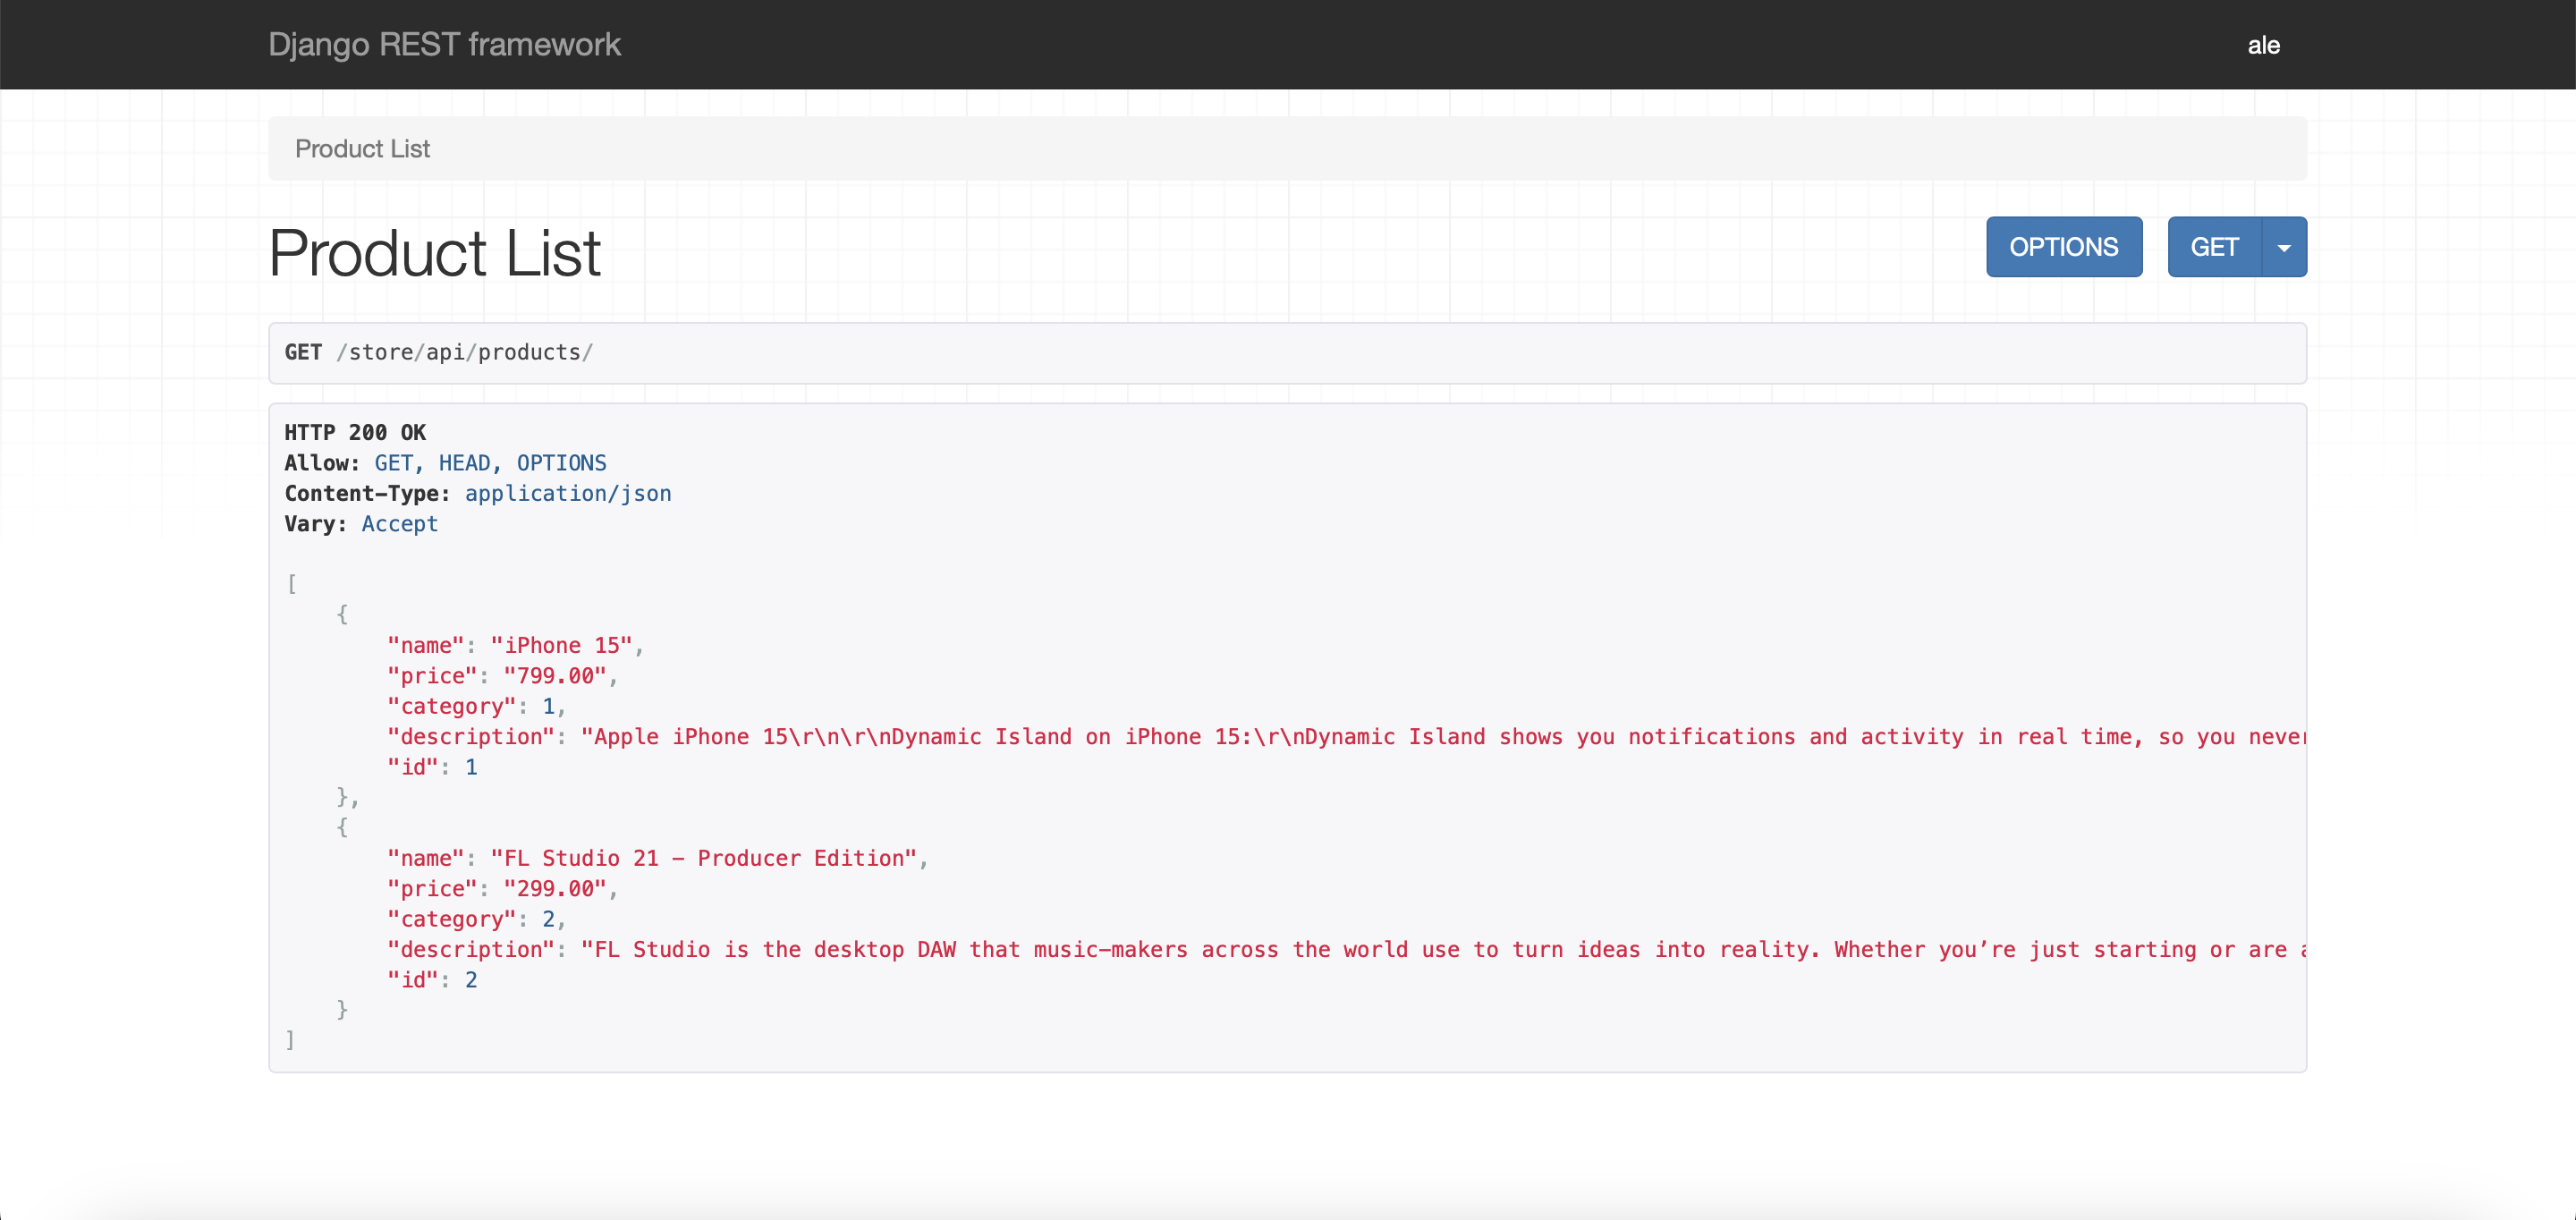 Django REST framework
ale
Product List
Product List
OPTIONS
GET
GET /store/api/products/
HTTP 200 OK
Allow: GET, HEAD, OPTIONS
Content-Type: application/json
Vary: Accept
[
    {
        "name": "iPhone 15",
        "price": "799.00",
        "category": 1,
        "description": "Apple iPhone 15\r\n\r\nDynamic Island on iPhone 15:\r\nDynamic Island shows you notifications and activity in real time, so you never
        "id": 1
    },
    {
        "name": "FL Studio 21 – Producer Edition",
        "price": "299.00",
        "category": 2,
        "description": "FL Studio is the desktop DAW that music-makers across the world use to turn ideas into reality. Whether you’re just starting or are
        "id": 2
    }
]